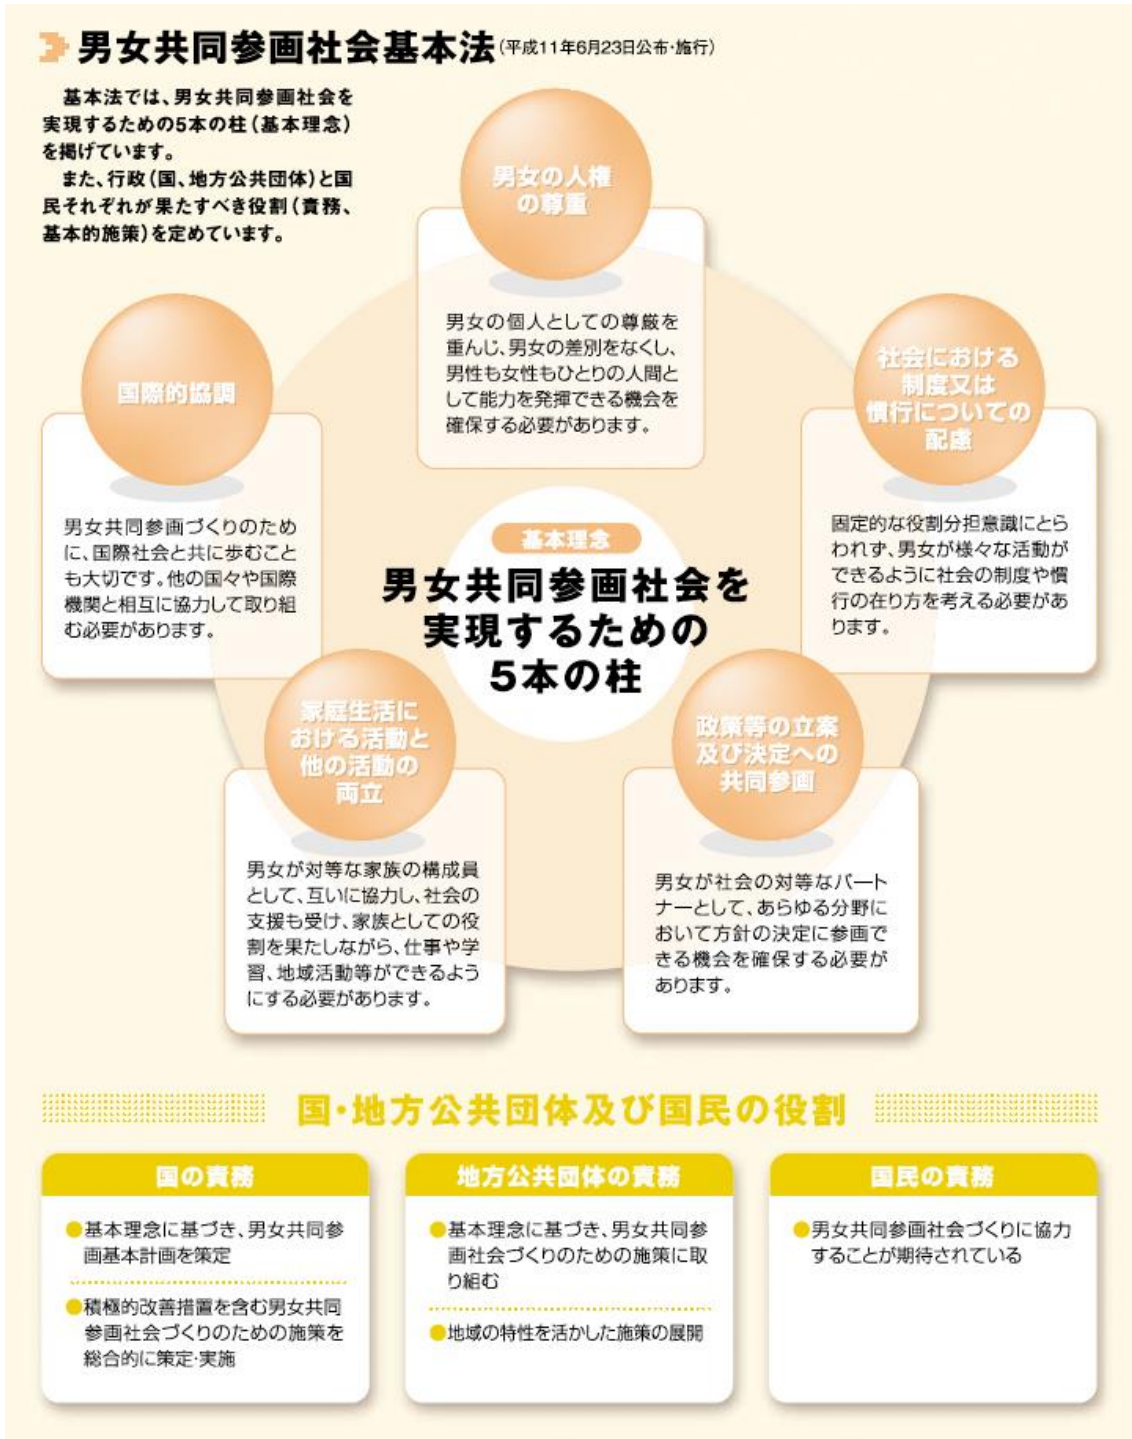 男女共同参画社会基本法(平成11年6月23日公布・施行)
基本法では、男女共同参画社会を
実現するための5本の柱(基本理念)
を掲げています。
また、行政(国、地方公共団体)と国
民それぞれが果たすべき役割(責務、
基本的施策)を定めています。
男女の人権
の尊重
男女の個人としての尊厳を
重んじ、男女の差別をなくし、
男性も女性もひとりの人間と
して能力を発揮できる機会を
確保する必要があります。
社会における
制度又は
慣行についての
配慮
固定的な役割分担意識にとら
われず、男女が様々な活動が
できるように社会の制度や慣
行の在り方を考える必要があ
ります。
政策等の立案
及び決定への
共同参画
男女が社会の対等なパート
ナーとして、あらゆる分野に
おいて方針の決定に参画で
きる機会を確保する必要が
あります。
家庭生活に
おける活動と
他の活動の
両立
男女が対等な家族の構成員
として、互いに協力し、社会の
支援も受け、家族としての役
割を果たしながら、仕事や学
習、地域活動等ができるよう
にする必要があります。
国際的協調
男女共同参画づくりのため
に、国際社会と共に歩むこと
も大切です。他の国々や国際
機関と相互に協力して取り組
む必要があります。
基本理念
男女共同参画社会を
実現するための
5本の柱
国・地方公共団体及び国民の役割
国の責務
●基本理念に基づき、男女共同参
画基本計画を策定
●積極的改善措置を含む男女共同
参画社会づくりのための施策を
総合的に策定・実施
地方公共団体の責務
●基本理念に基づき、男女共同参
画社会づくりのための施策に取
り組む
●地域の特性を活かした施策の展開
国民の責務
●男女共同参画社会づくりに協力
することが期待されている